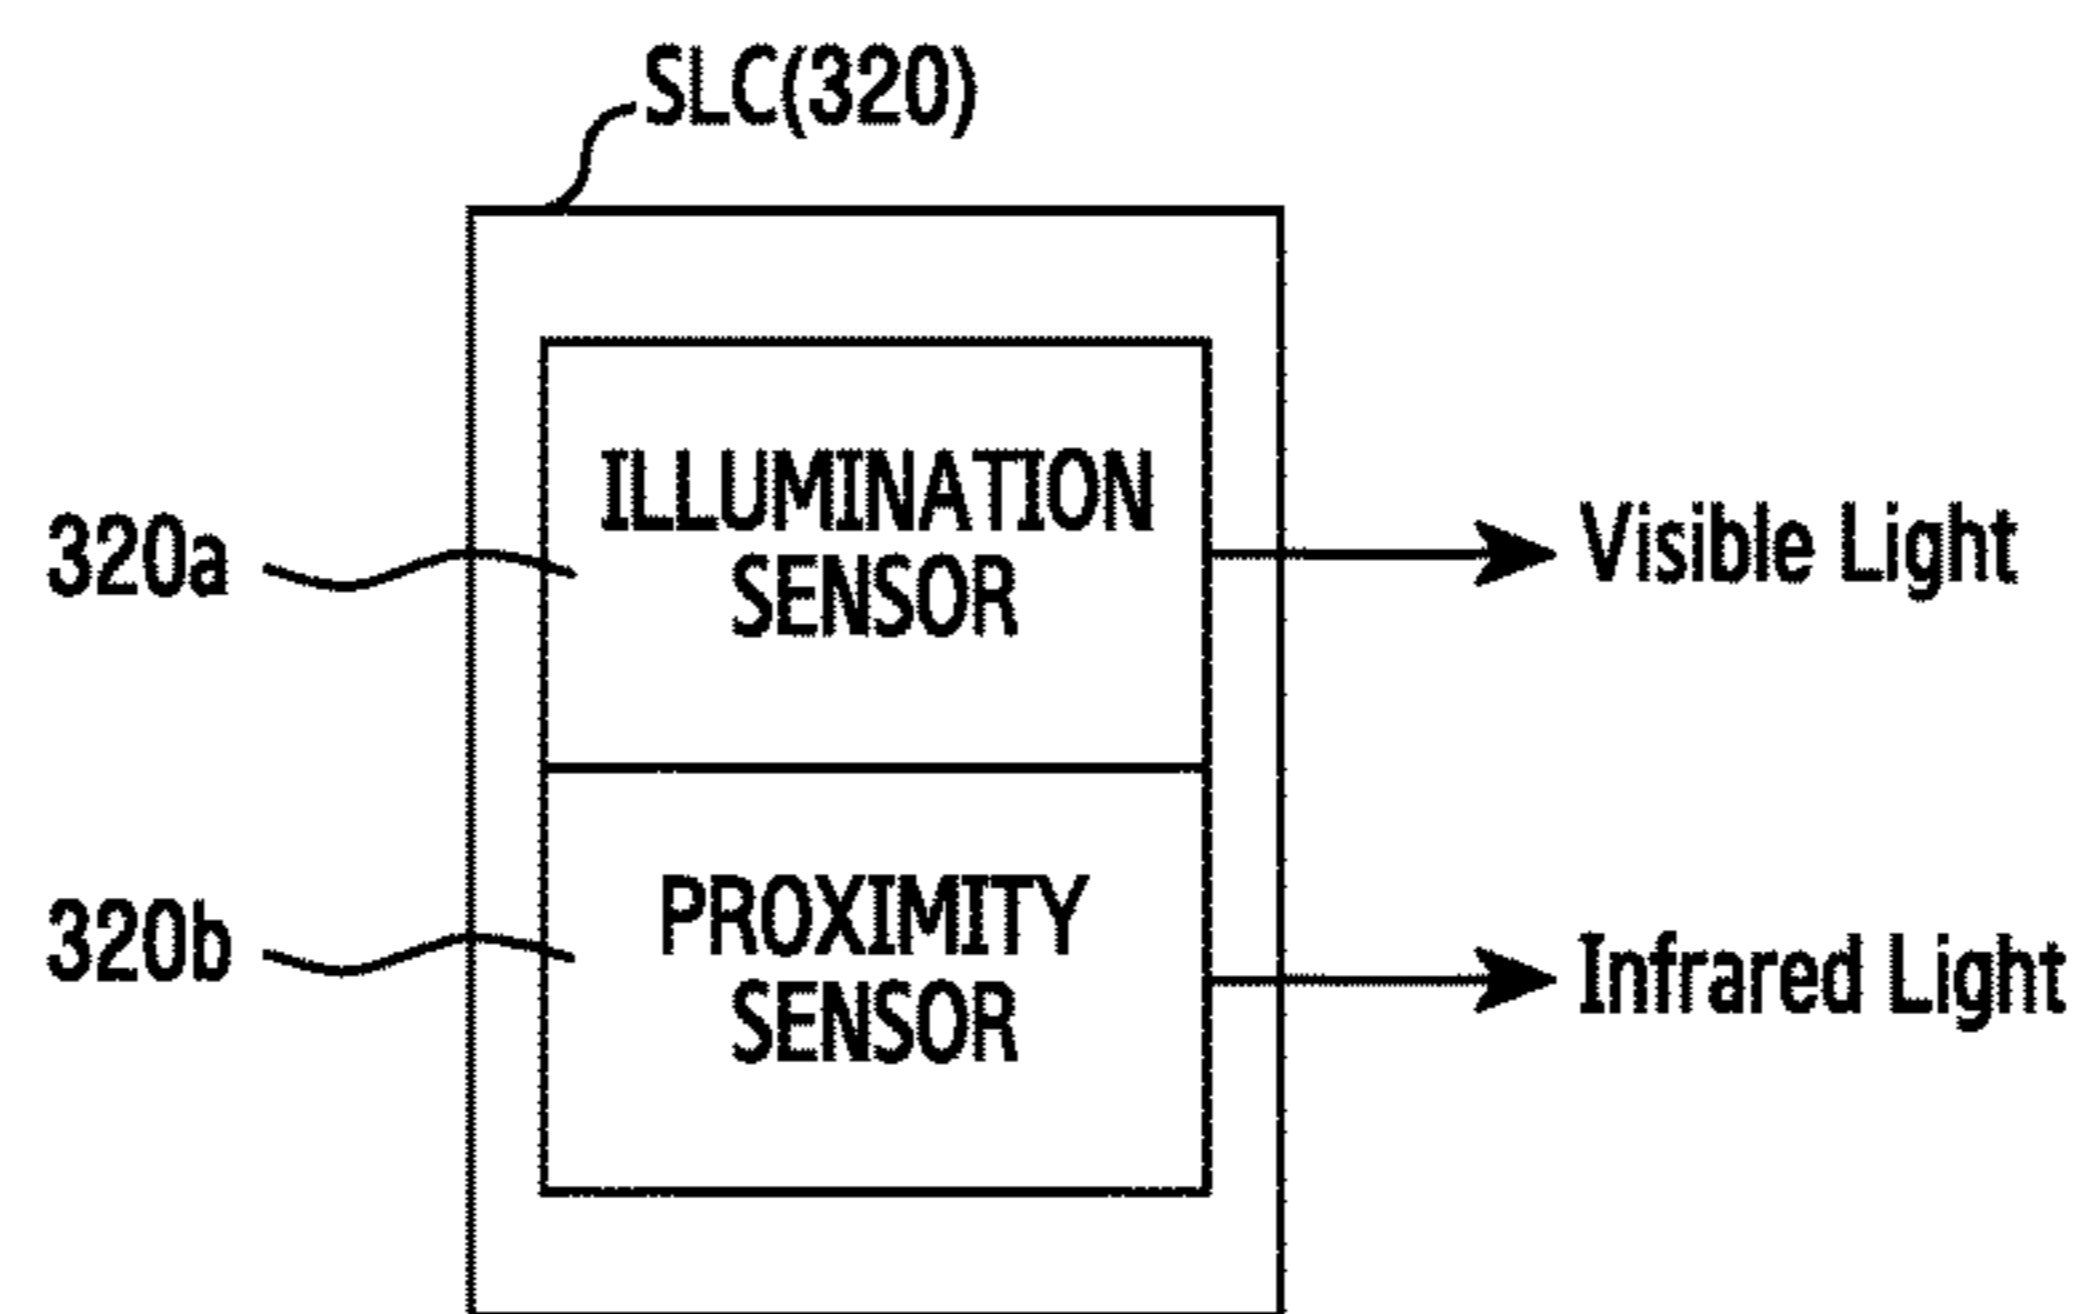 SLC(320)
ILLUMINATION
SENSOR
320a
Visible Light
PROXIMITY
SENSOR
320b
Infrared Light